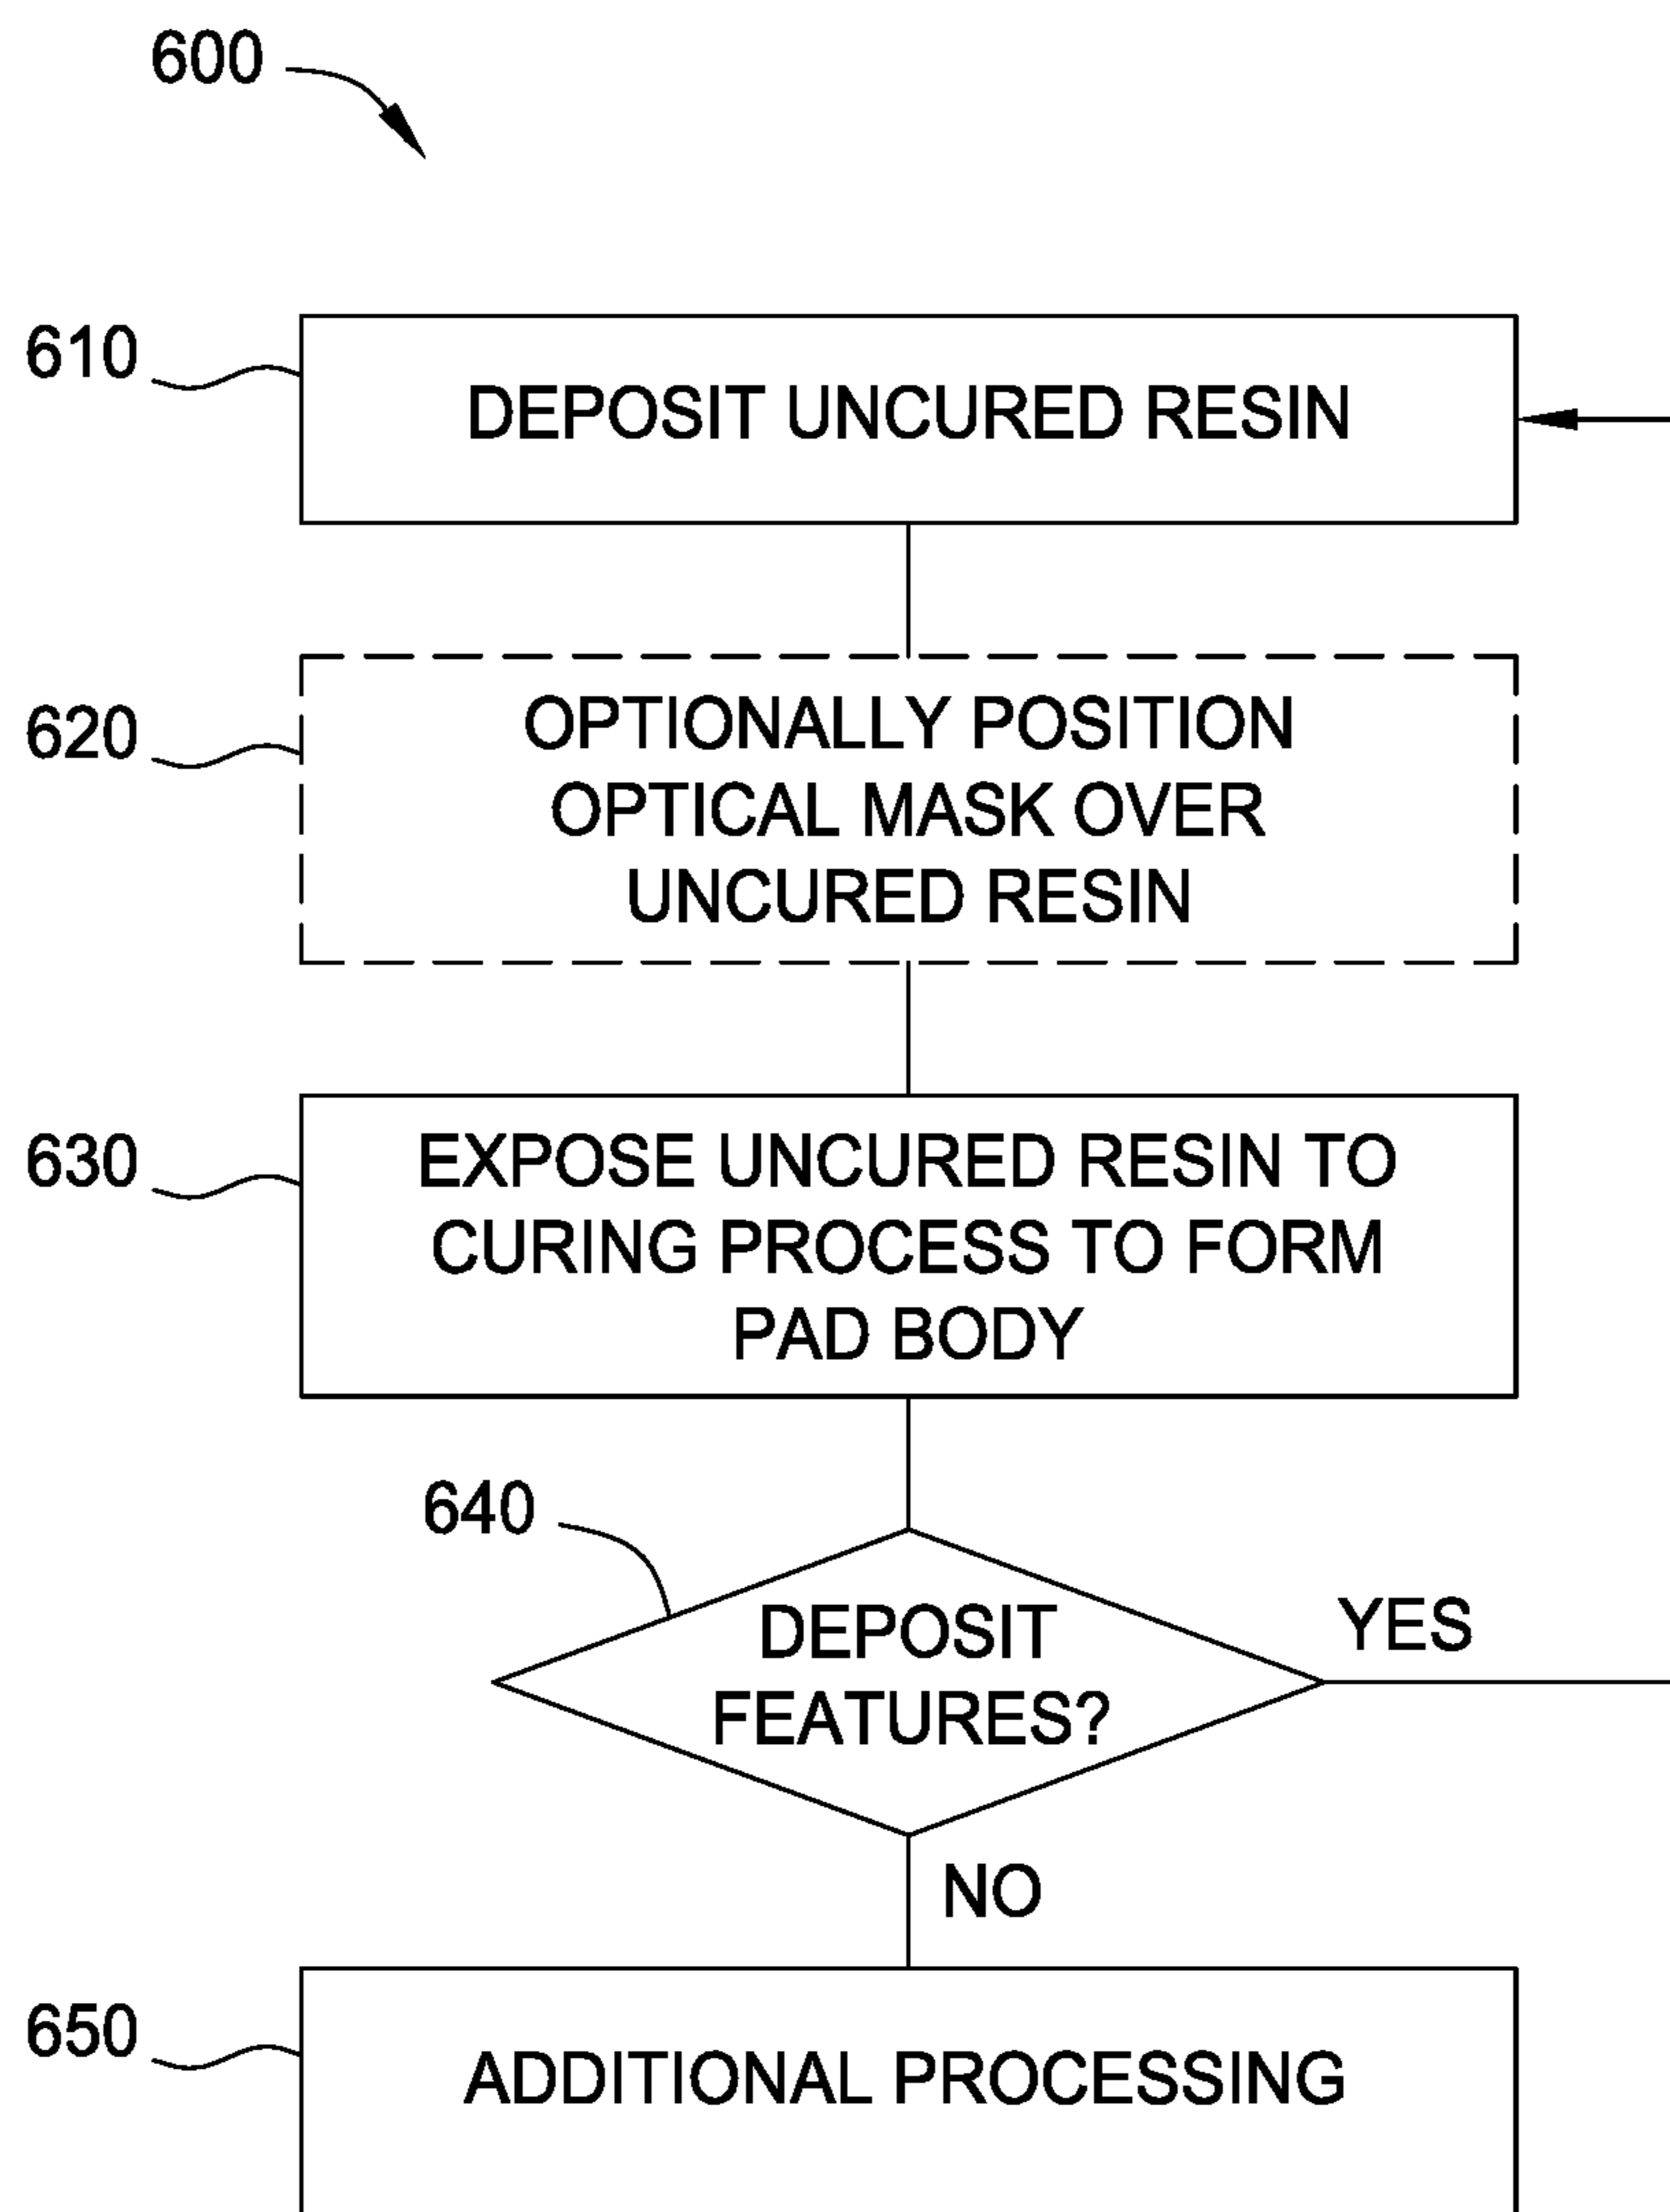 600
610
DEPOSIT UNCURED RESIN
620
OPTIONALLY POSITION
OPTICAL MASK OVER
UNCURED RESIN
630
EXPOSE UNCURED RESIN TO
CURING PROCESS TO FORM
PAD BODY
640
DEPOSIT
FEATURES?
YES
NO
650
ADDITIONAL PROCESSING